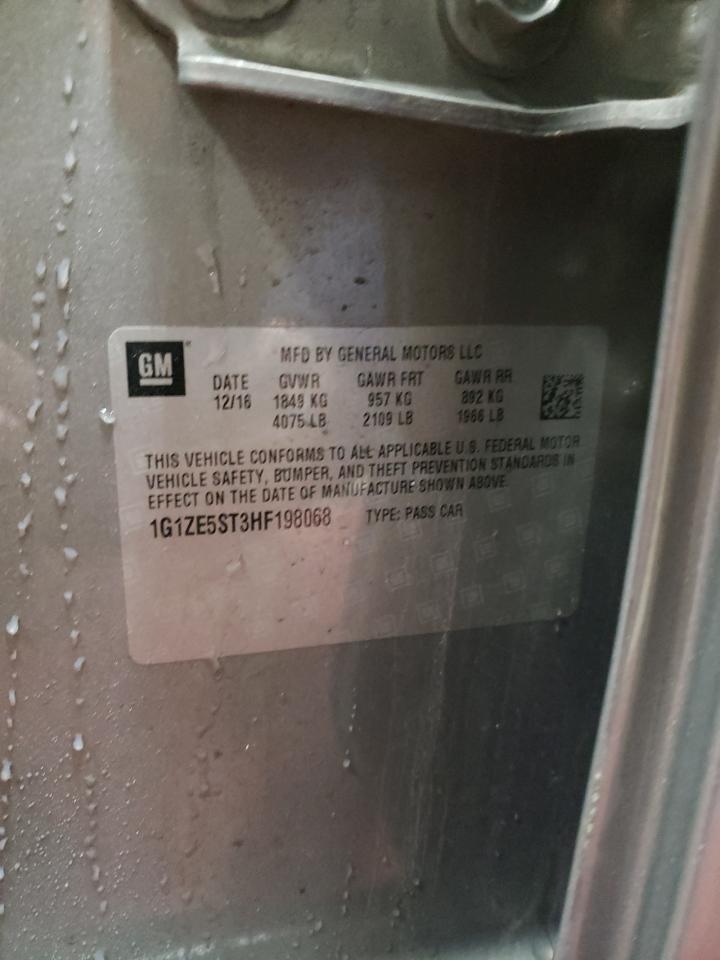 GM
MFD BY GENERAL MOTORS LLC
DATE GVWR GAWR FRT GAWR RR
12/16 1849 KG 957 KG 892 KG
4075 LB 2109 LB 1966 LB
THIS VEHICLE CONFORMS TO ALL APPLICABLE U.S. FEDERAL MOTOR
VEHICLE SAFETY, BUMPER, AND THEFT PREVENTION STANDARDS IN
EFFECT ON THE DATE OF MANUFACTURE SHOWN ABOVE.
1G1ZE5ST3HF198068 TYPE: PASS CAR